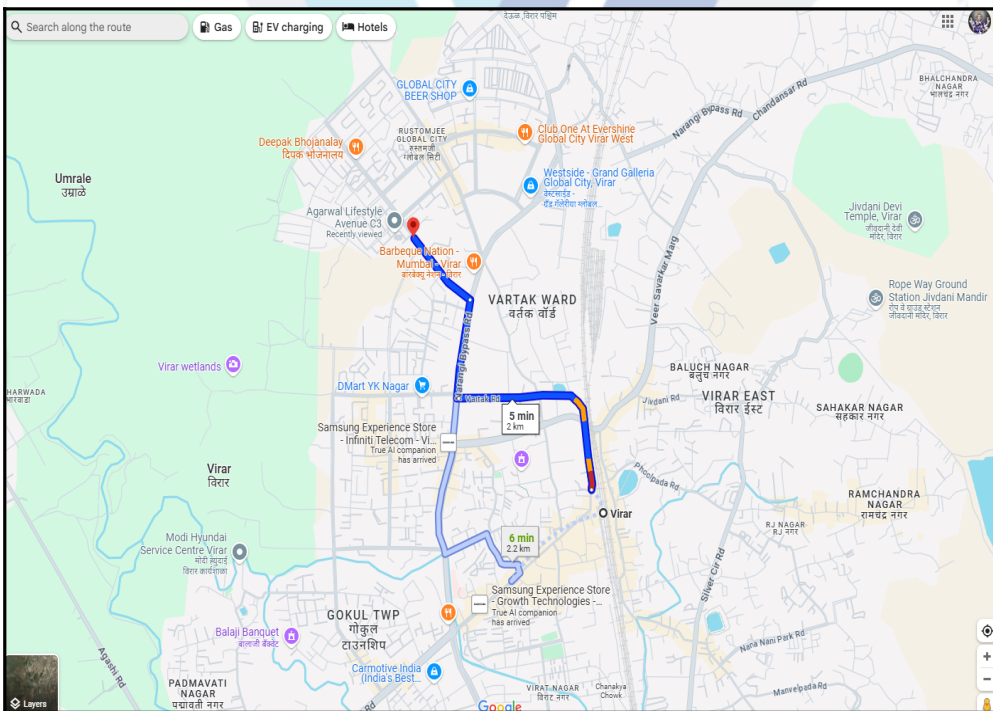 देऊळ, विरार पश्चिम
Search along the route
Gas
EV charging
Hotels
BHALCHANDRA
NAGAR
भालचंद्र नगर
GLOBAL CITY
BEER SHOP
Narangi Bypass Rd
Chandansar Rd
RUSTOMJEE
GLOBAL CITY
रुस्तमजी
ग्लोबल सिटी
Club One At Evershine
Global City Virar West
Deepak Bhojanalay
दिपक भोजनालय
Umrale
उम्राळे
Westside - Grand Galleria
Global City, Virar
वेस्टसाईड -
ग्रँड गॅलेरीया ग्लोबल...
Jivdani Devi
Temple, Virar
जीवदानी देवी
मंदिर, विरार
Agarwal Lifestyle
Avenue C3
Recently viewed
Barbeque Nation -
Mumbai - Virar
बारबेक्यू नेशन - विरार
Veer Savarkar Marg
Rope Way Ground
Station Jivdani Mandir
रोप वे ग्राउंड स्टेशन
जीवदानी मंदिर, विरार
VARTAK WARD
वर्तक वॉर्ड
Narangi Bypass Rd
Virar wetlands
BALUCH NAGAR
बलुच नगर
DMart YK Nagar
HARWADA
भारवाडा
Vartak Rd
Jivdani Rd
VIRAR EAST
विरार ईस्ट
SAHAKAR NAGAR
सहकार नगर
5 min
2 km
Samsung Experience Store
- Infiniti Telecom - Vi...
True AI companion
has arrived
Virar
विरार
Phoolpada Rd
RAMCHANDRA
NAGAR
रामचंद्र नगर
Virar
RJ NAGAR
RJ नगर
6 min
2.2 km
Modi Hyundai
Service Centre Virar
मोदी ह्युंदाई
विरार कार्यशाळा
Silver Cir Rd
Samsung Experience Store
- Growth Technologies -...
True AI companion
has arrived
GOKUL TWP
गोकुल
टाउनशिप
Balaji Banquet
बालाजी बँक्वेट
Nana Nani Park Rd
Agashi Rd
Carmotive India
(India's Best...
PADMAVATI
NAGAR
पद्मावती नगर
VIRAT NAGAR
विराट नगर
Chanakya
Chowk
Manvelpada Rd
Layers
Google